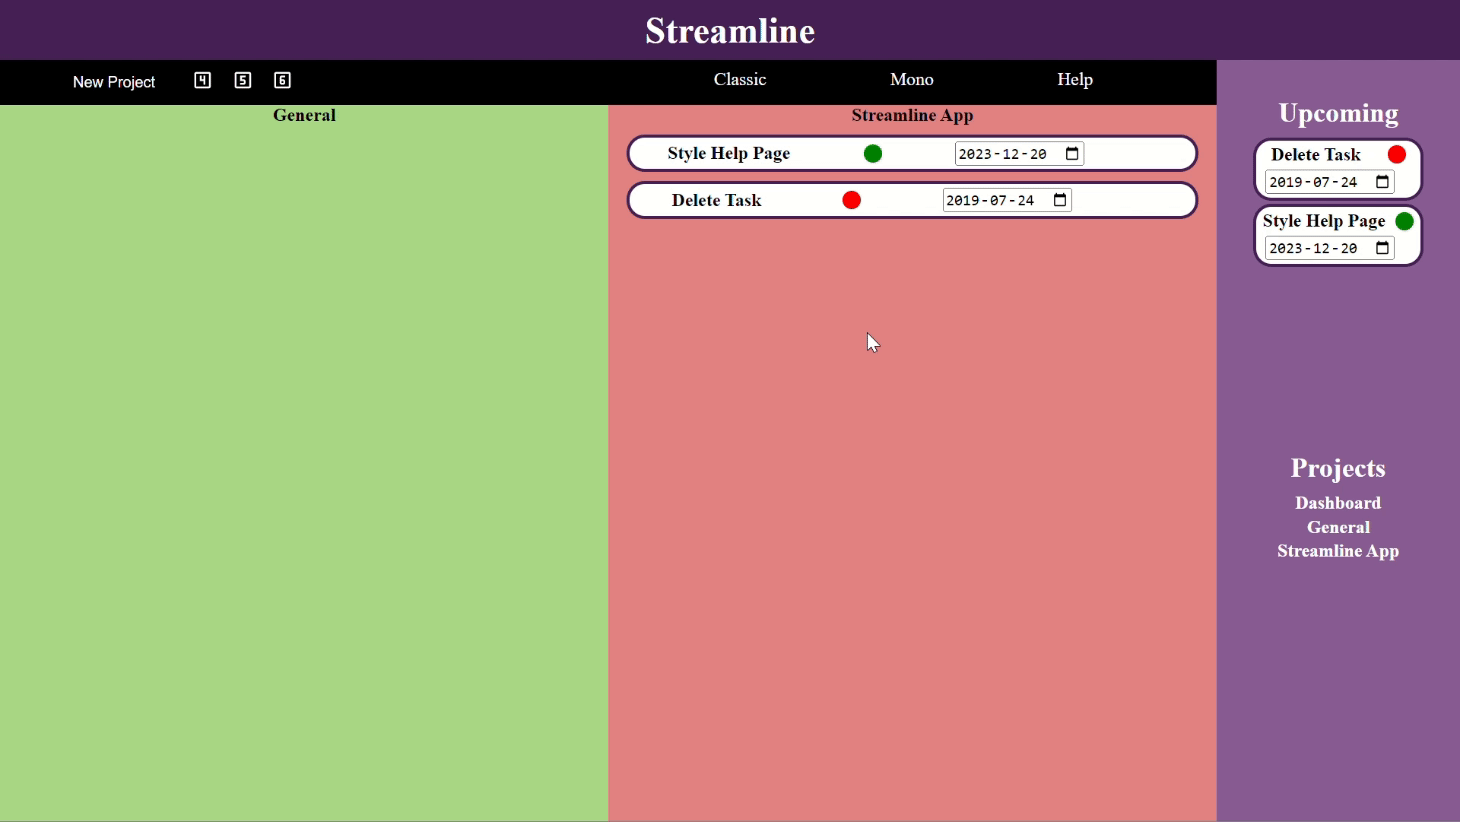 Streamline
New Project 4 5 6 Classic Mono Help
General
Streamline App
Style Help Page 2023-12-20
Delete Task 2019-07-24
Upcoming
Delete Task
2019-07-24
Style Help Page
2023-12-20
Projects
Dashboard
General
Streamline App